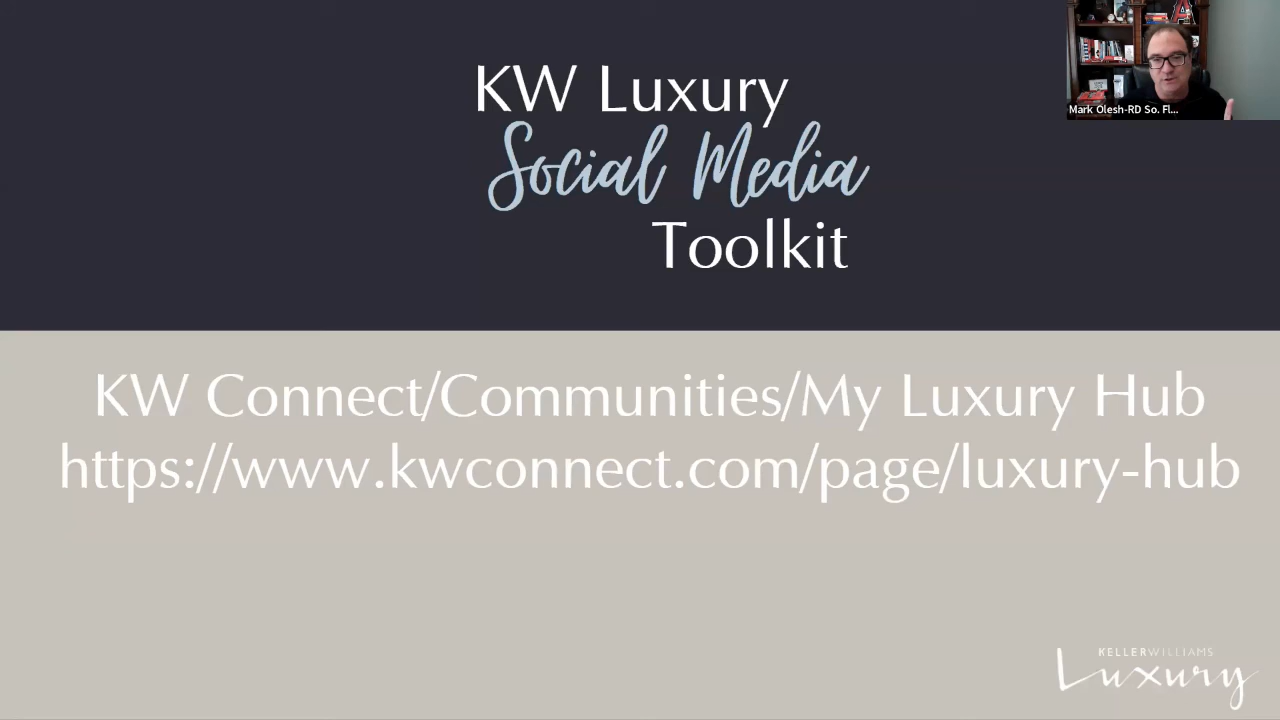 KW Luxury
Social Media
Toolkit
Mark Olesh-RD So. Fl...
KW Connect/Communities/My Luxury Hub
https://www.kwconnect.com/page/luxury-hub
KELLERWILLIAMS
Luxury